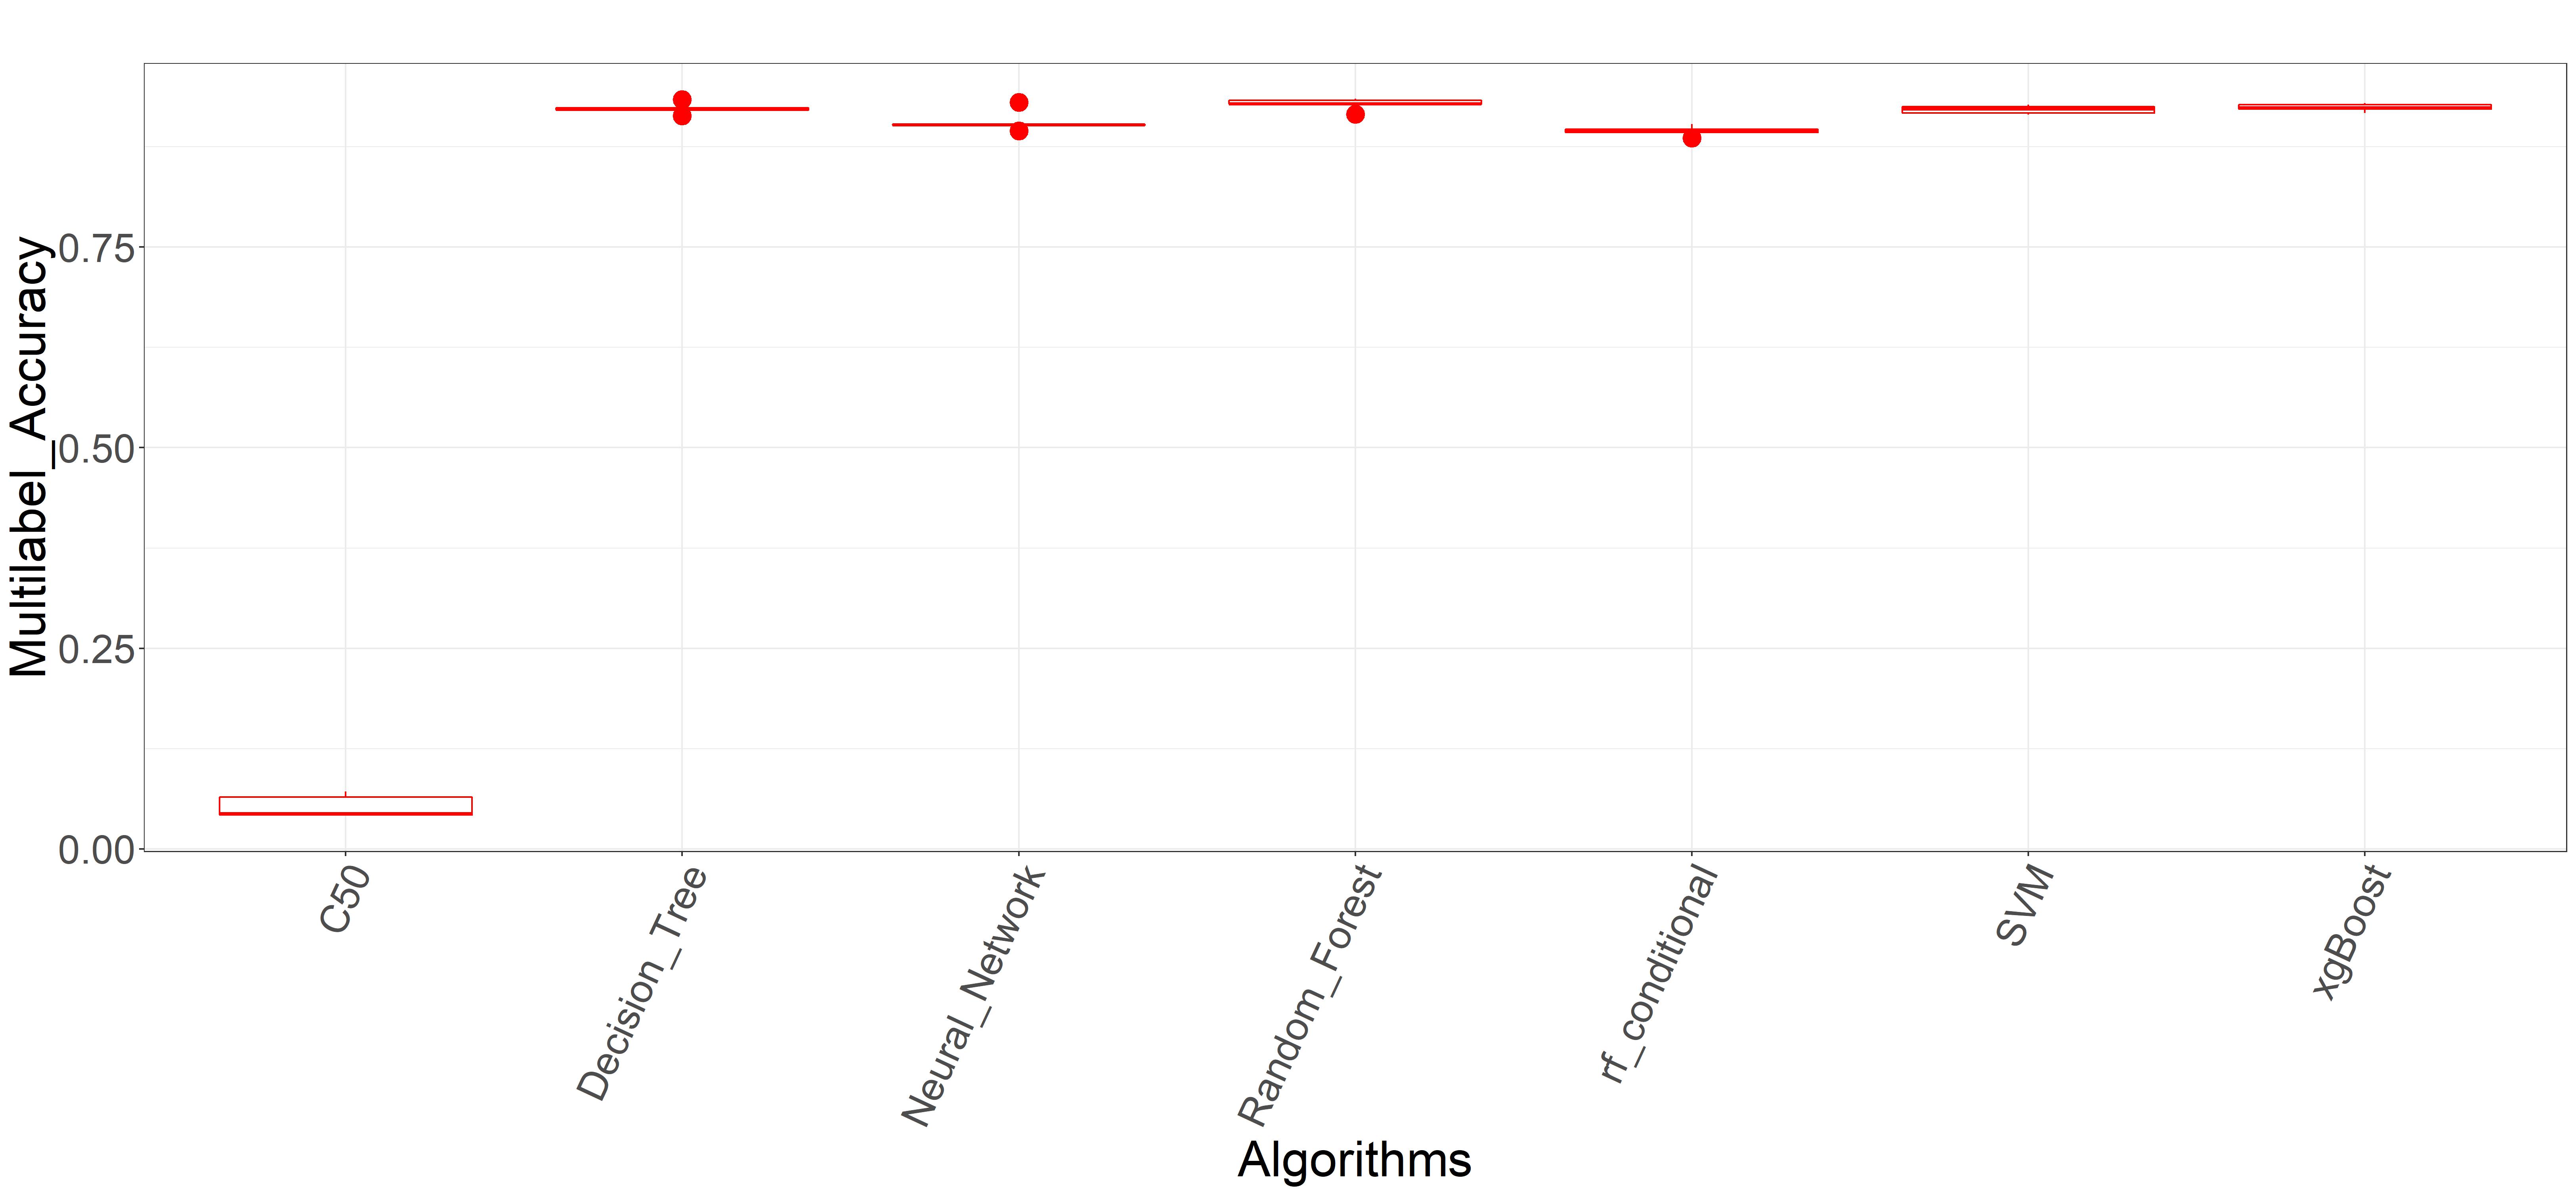 Multilabel_Accuracy
0.75
0.50
0.25
0.00
C50
Decision_Tree
Neural_Network
Random_Forest
rf_conditional
SVM
xgBoost
Algorithms